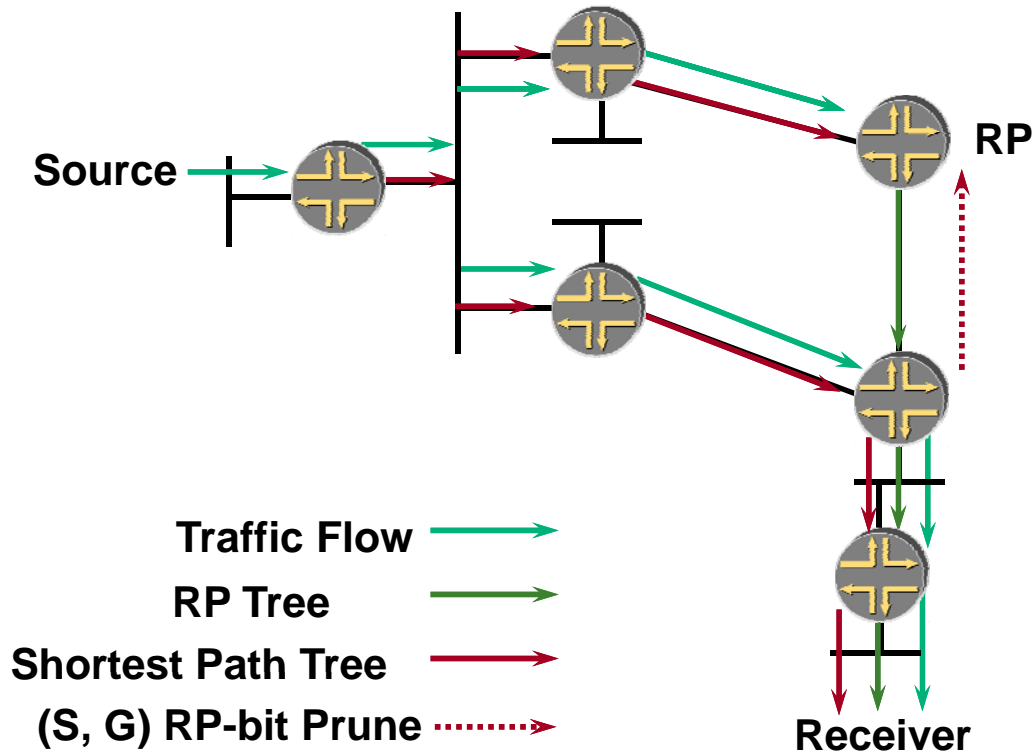 RP
Source
Traffic Flow
RP Tree
Shortest Path Tree
(S, G) RP-bit Prune
Receiver